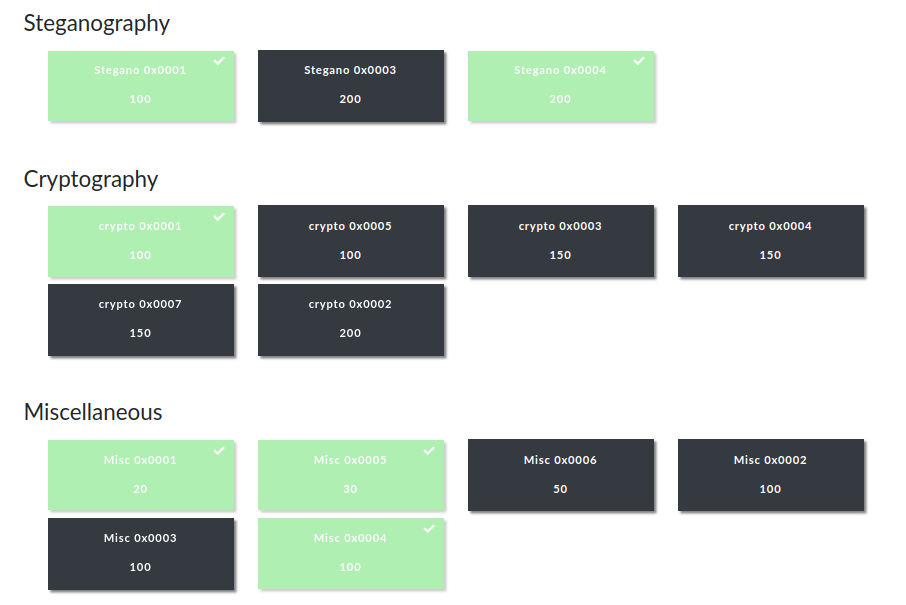 Steganography
Stegano 0x0001
100
Stegano 0x0003
200
Stegano 0x0004
200
Cryptography
crypto 0x0001
100
crypto 0x0005
100
crypto 0x0003
150
crypto 0x0004
150
crypto 0x0007
150
crypto 0x0002
200
Miscellaneous
Misc 0x0001
20
Misc 0x0005
30
Misc 0x0006
50
Misc 0x0002
100
Misc 0x0003
100
Misc 0x0004
100